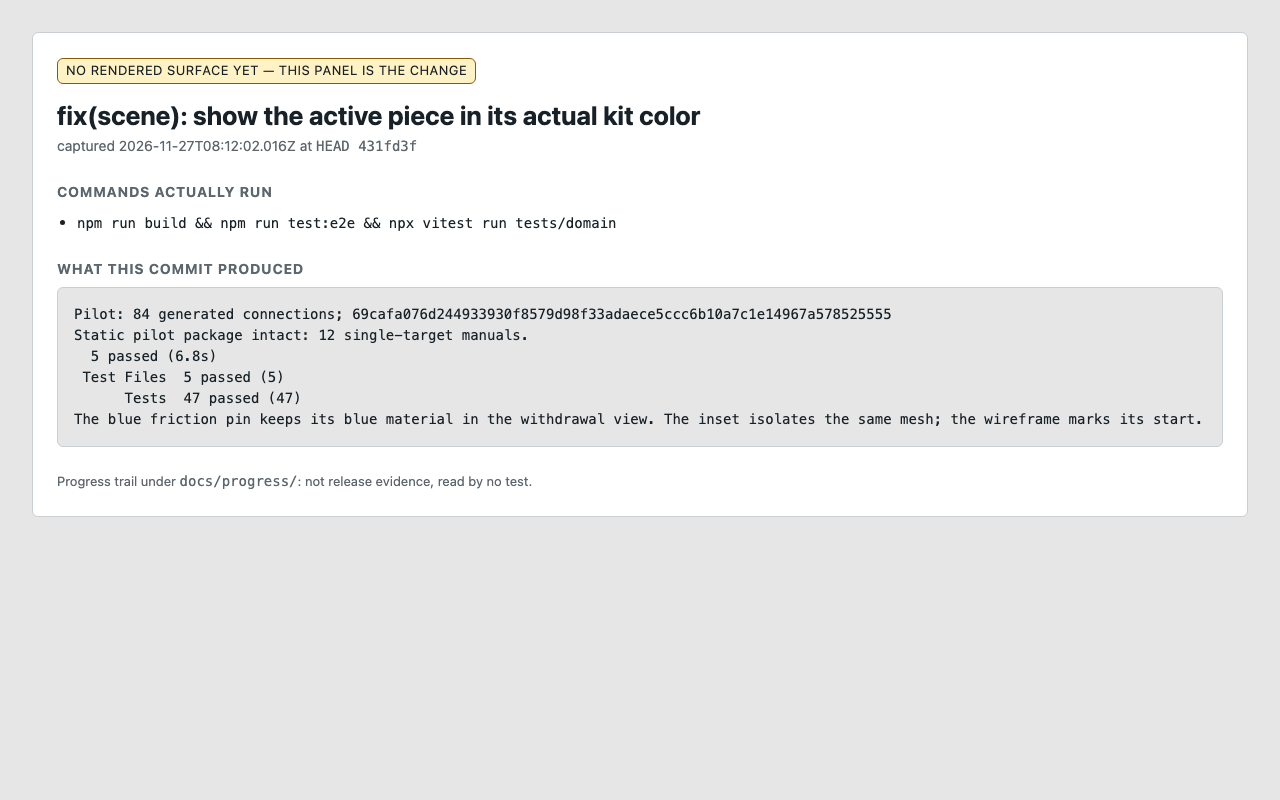 NO RENDERED SURFACE YET — THIS PANEL IS THE CHANGE
fix(scene): show the active piece in its actual kit color
captured 2026-11-27T08:12:02.016Z at HEAD 431fd3f
COMMANDS ACTUALLY RUN
• npm run build && npm run test:e2e && npx vitest run tests/domain
WHAT THIS COMMIT PRODUCED
Pilot: 84 generated connections; 69cafa076d244933930f8579d98f33adaece5ccc6b10a7c1e14967a578525555
Static pilot package intact: 12 single-target manuals.
5 passed (6.8s)
Test Files  5 passed (5)
Tests  47 passed (47)
The blue friction pin keeps its blue material in the withdrawal view. The inset isolates the same mesh; the wireframe marks its start.
Progress trail under docs/progress/: not release evidence, read by no test.